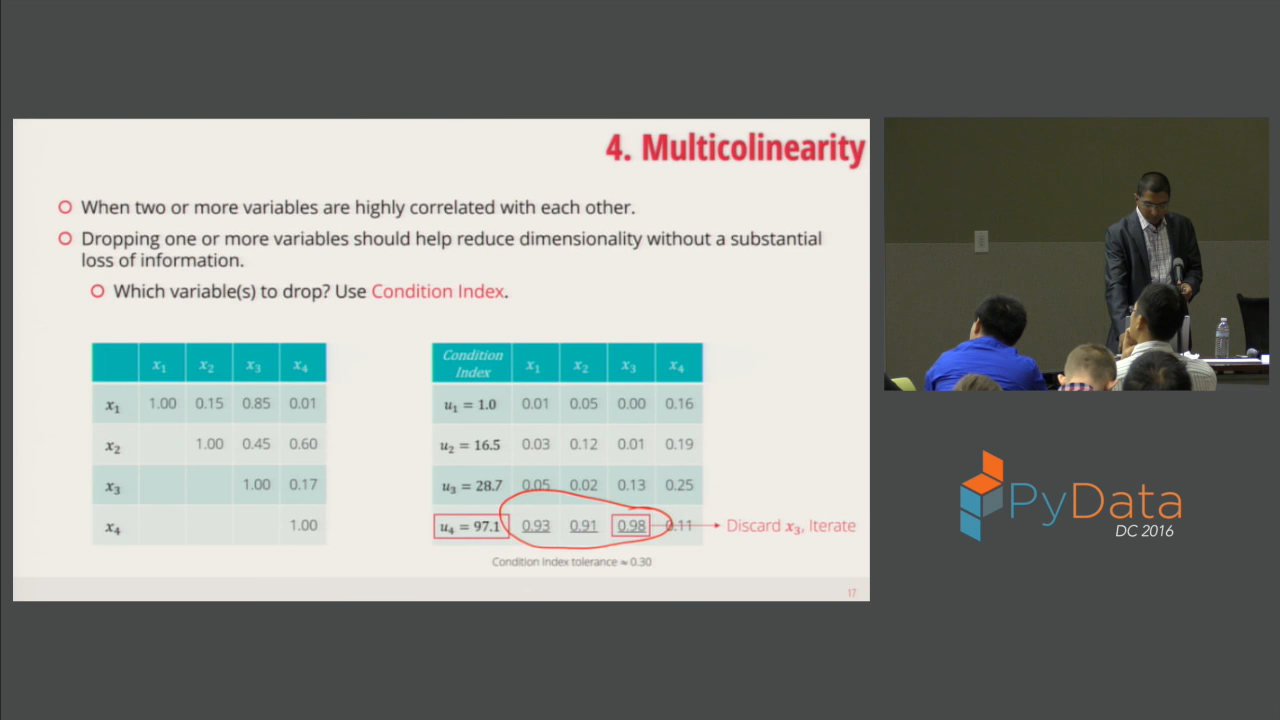 4. Multicolinearity
When two or more variables are highly correlated with each other.
Dropping one or more variables should help reduce dimensionality without a substantial
loss of information.
Which variable(s) to drop? Use Condition Index.
x₁ x₂ x₃ x₄
x₁ 1.00 0.15 0.85 0.01
x₂ 1.00 0.45 0.60
x₃ 1.00 0.17
x₄ 1.00
Condition
Index x₁ x₂ x₃ x₄
u₁ = 1.0 0.01 0.05 0.00 0.16
u₂ = 16.5 0.03 0.12 0.01 0.19
u₃ = 28.7 0.05 0.02 0.13 0.25
u₄ = 97.1 0.93 0.91 0.98 0.11
Discard x₃, Iterate
Condition Index tolerance ≈ 0.30
17
PyData
DC 2016